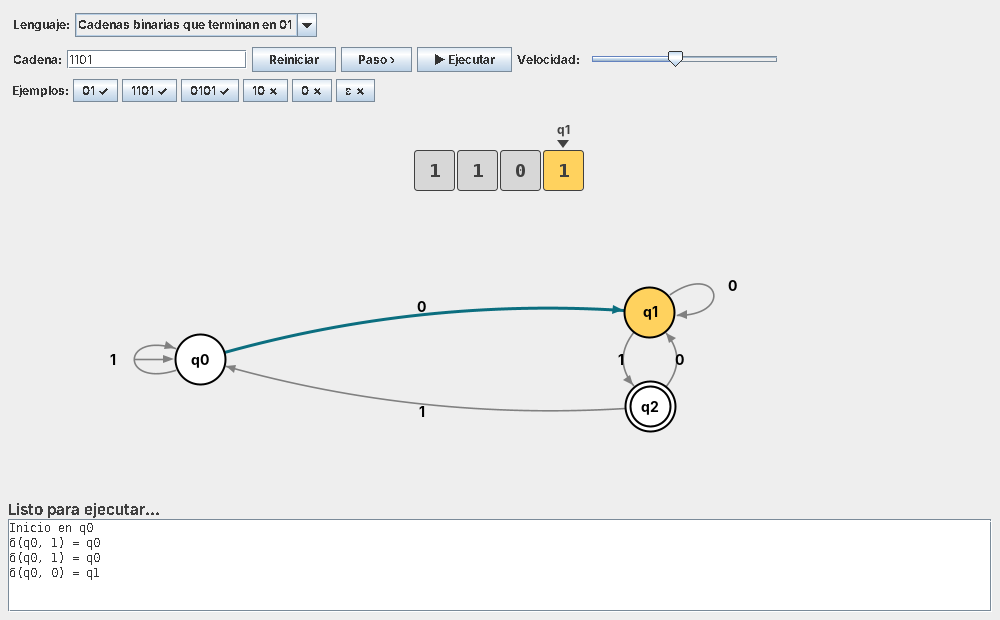 Lenguaje: Cadenas binarias que terminan en 01
Cadena: 1101 Reiniciar Paso › ▶ Ejecutar Velocidad:
Ejemplos: 01 ✓ 1101 ✓ 0101 ✓ 10 × 0 × ε ×
q1
1 1 0 1
0
0
q1
1
q0
1
0
q2
1
Listo para ejecutar...
Inicio en q0
δ(q0, 1) = q0
δ(q0, 1) = q0
δ(q0, 0) = q1